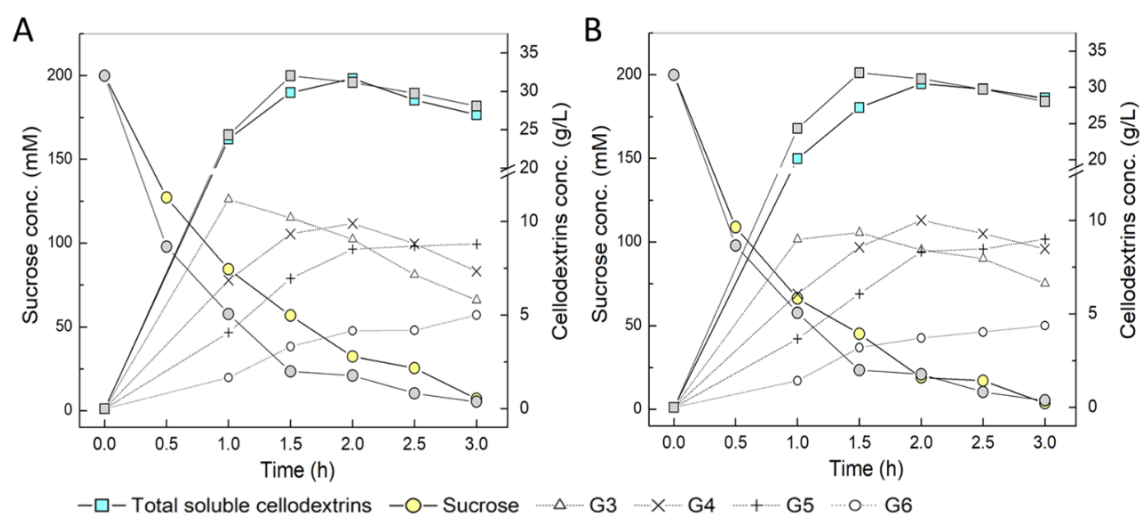 A
B
Sucrose conc. (mM)
200
150
100
50
0
35
30
25
20
10
5
0
Cellodextrins conc. (g/L)
0.0 0.5 1.0 1.5 2.0 2.5 3.0
Time (h)
Sucrose conc. (mM)
200
150
100
50
0
35
30
25
20
10
5
0
Cellodextrins conc. (g/L)
0.0 0.5 1.0 1.5 2.0 2.5 3.0
Time (h)
Total soluble cellodextrins Sucrose G3 G4 G5 G6